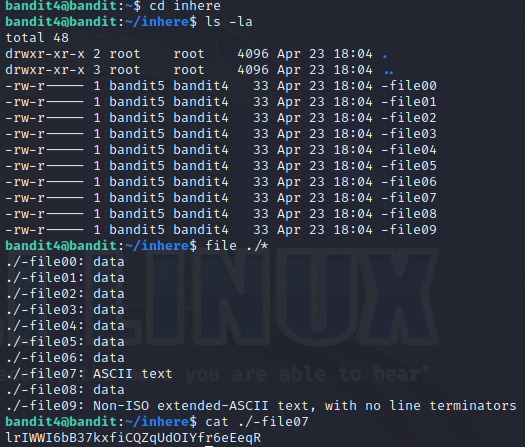 bandit4@bandit:~$ cd inhere
bandit4@bandit:~/inhere$ ls -la
total 48
drwxr-xr-x 2 root    root    4096 Apr 23 18:04 .
drwxr-xr-x 3 root    root    4096 Apr 23 18:04 ..
-rw-r----- 1 bandit5 bandit4   33 Apr 23 18:04 -file00
-rw-r----- 1 bandit5 bandit4   33 Apr 23 18:04 -file01
-rw-r----- 1 bandit5 bandit4   33 Apr 23 18:04 -file02
-rw-r----- 1 bandit5 bandit4   33 Apr 23 18:04 -file03
-rw-r----- 1 bandit5 bandit4   33 Apr 23 18:04 -file04
-rw-r----- 1 bandit5 bandit4   33 Apr 23 18:04 -file05
-rw-r----- 1 bandit5 bandit4   33 Apr 23 18:04 -file06
-rw-r----- 1 bandit5 bandit4   33 Apr 23 18:04 -file07
-rw-r----- 1 bandit5 bandit4   33 Apr 23 18:04 -file08
-rw-r----- 1 bandit5 bandit4   33 Apr 23 18:04 -file09
bandit4@bandit:~/inhere$ file ./*
./-file00: data
./-file01: data
./-file02: data
./-file03: data
./-file04: data
./-file05: data
./-file06: data
./-file07: ASCII text
./-file08: data
./-file09: Non-ISO extended-ASCII text, with no line terminators
bandit4@bandit:~/inhere$ cat ./-file07
lrIWWI6bB37kxfiCQZqUdOIYfr6eEeqR
LINUX
you are able to hear"